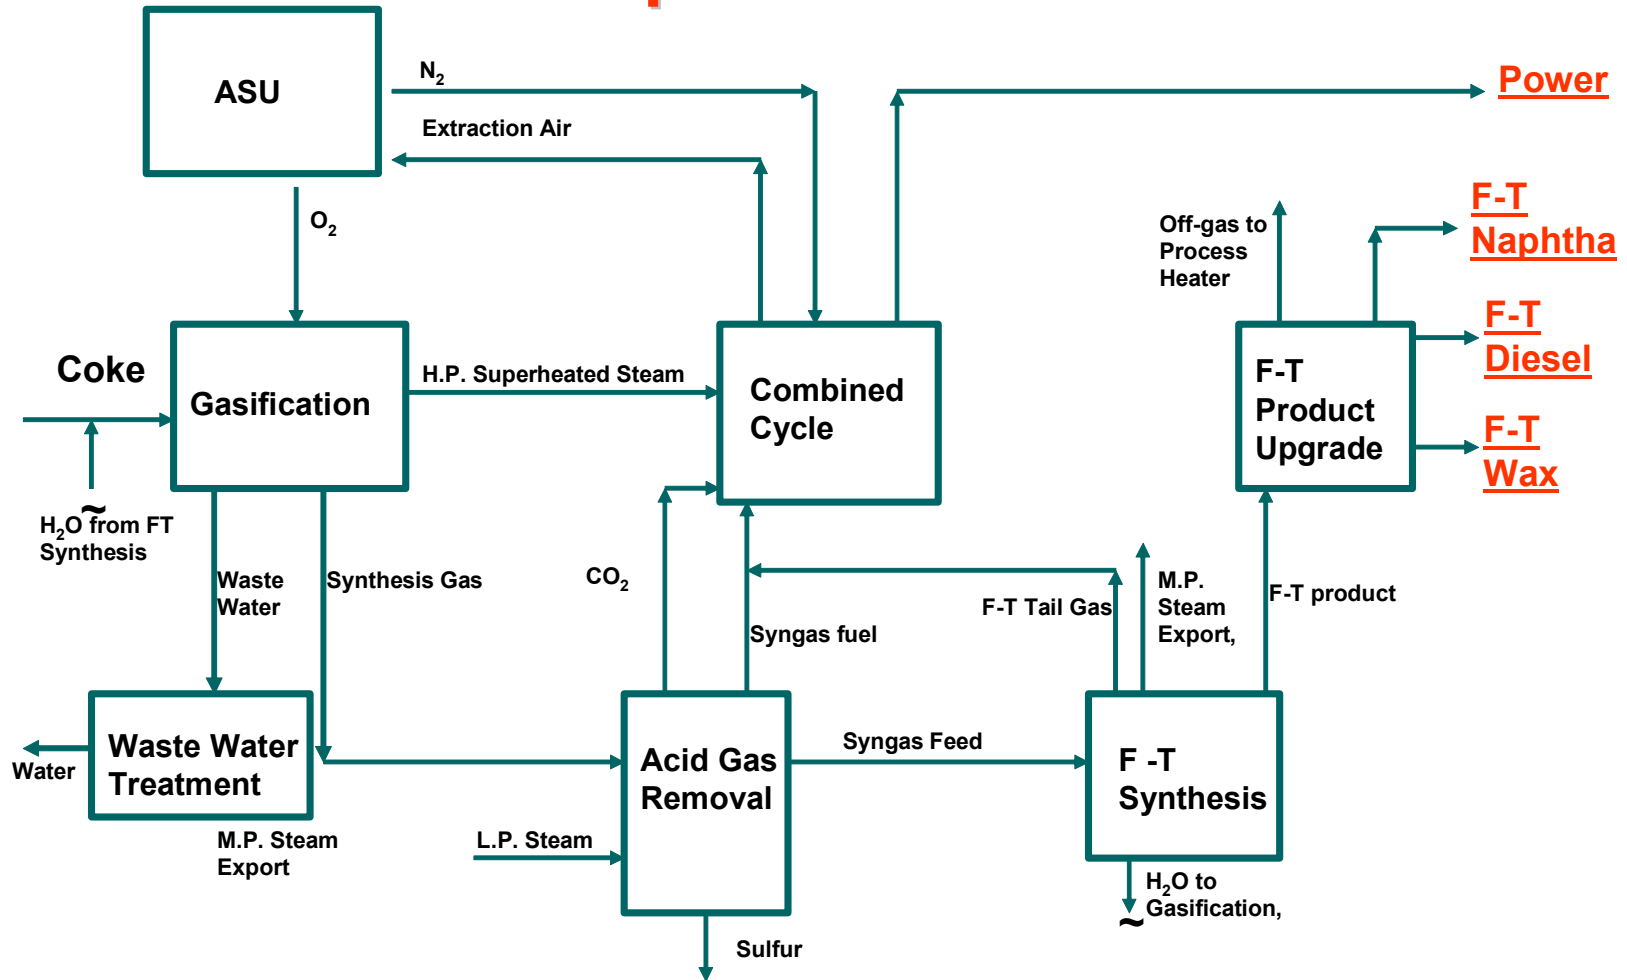 ASU
N₂
Extraction Air
Power
O₂
Off-gas to
Process
Heater
F-T
Naphtha
Coke
Gasification
H.P. Superheated Steam
Combined
Cycle
F-T
Product
Upgrade
F-T
Diesel
F-T
Wax
H₂O from FT
Synthesis
~
Waste
Water
Synthesis Gas
CO₂
Syngas fuel
F-T Tail Gas
M.P.
Steam
Export,
F-T product
Waste Water
Treatment
Water
M.P. Steam
Export
Acid Gas
Removal
L.P. Steam
Syngas Feed
F -T
Synthesis
H₂O to
Gasification,
~
Sulfur